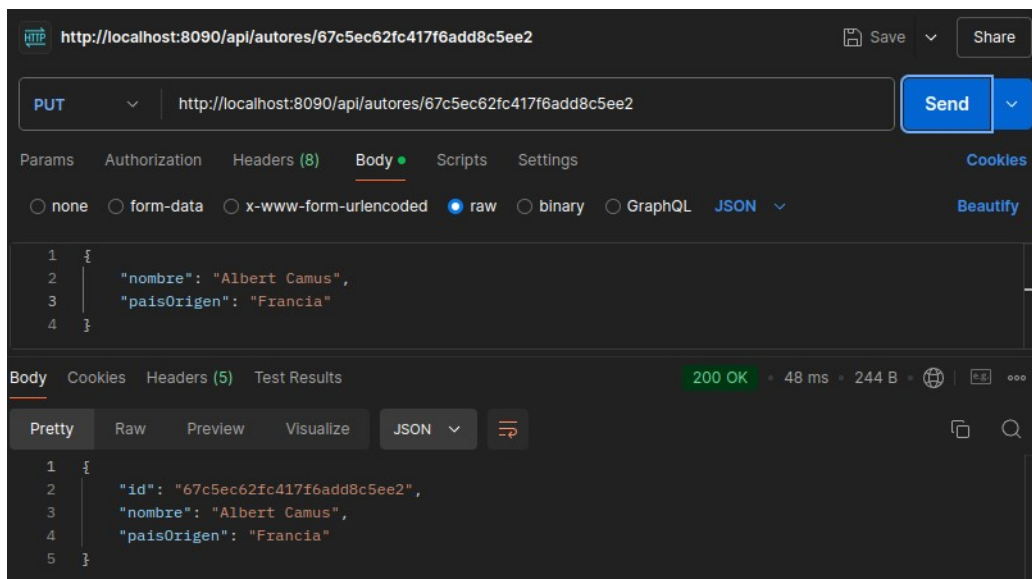 HTTP http://localhost:8090/api/autores/67c5ec62fc417f6add8c5ee2 Save Share
PUT http://localhost:8090/api/autores/67c5ec62fc417f6add8c5ee2 Send
Params Authorization Headers (8) Body Scripts Settings Cookies
none form-data x-www-form-urlencoded raw binary GraphQL JSON Beautify
1 {
2 "nombre": "Albert Camus",
3 "paisOrigen": "Francia"
4 }
Body Cookies Headers (5) Test Results 200 OK 48 ms 244 B e.g.
Pretty Raw Preview Visualize JSON
1 {
2 "id": "67c5ec62fc417f6add8c5ee2",
3 "nombre": "Albert Camus",
4 "paisOrigen": "Francia"
5 }